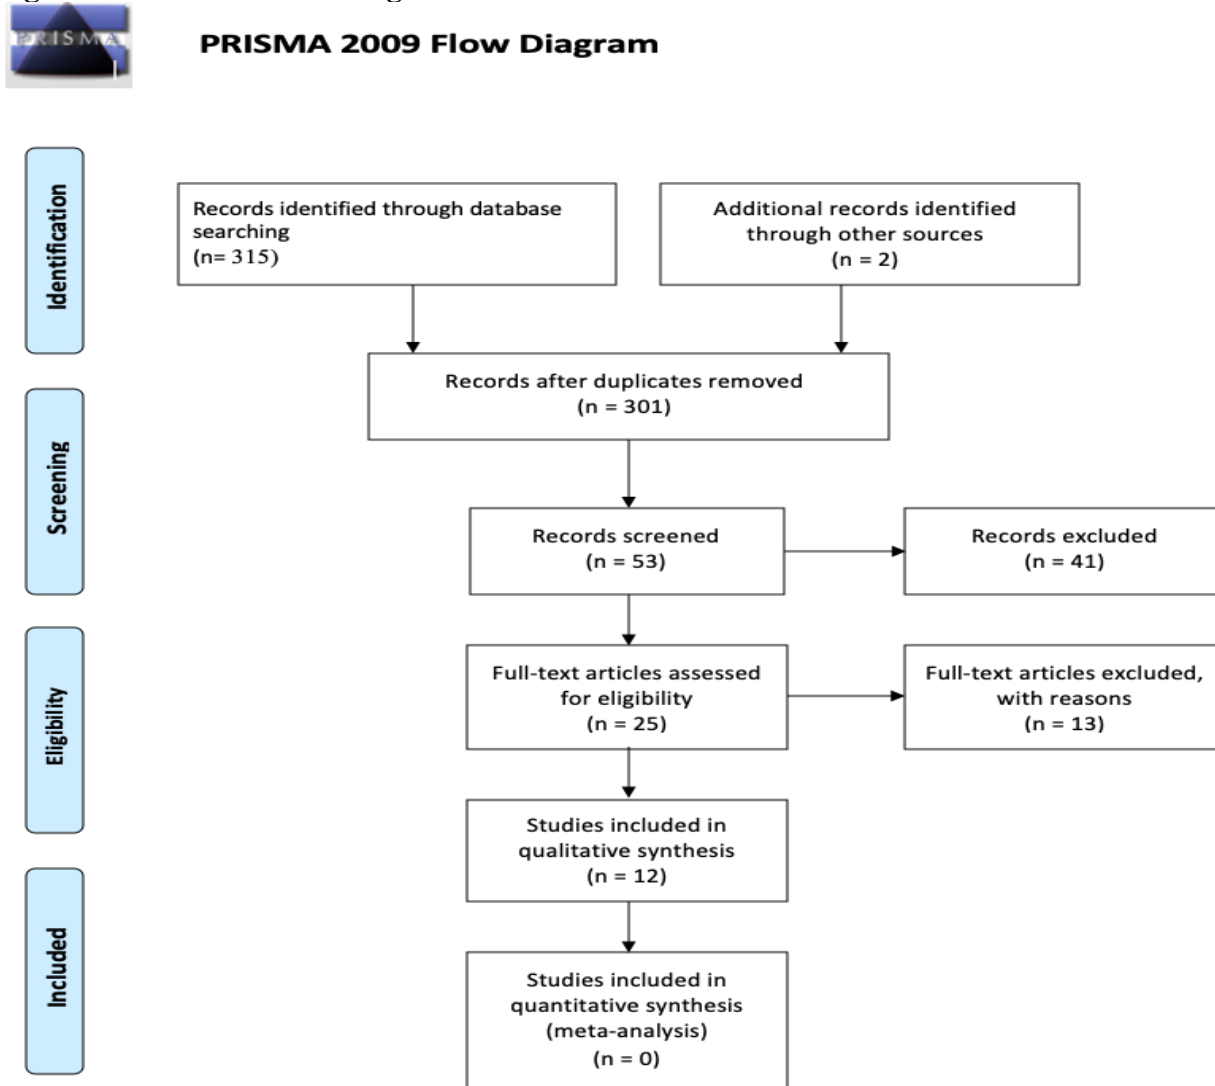 PRISMA
PRISMA 2009 Flow Diagram
Identification
Records identified through database
searching
(n= 315)
Additional records identified
through other sources
(n = 2)
Records after duplicates removed
(n = 301)
Screening
Records screened
(n = 53)
Records excluded
(n = 41)
Eligibility
Full-text articles assessed
for eligibility
(n = 25)
Full-text articles excluded,
with reasons
(n = 13)
Studies included in
qualitative synthesis
(n = 12)
Included
Studies included in
quantitative synthesis
(meta-analysis)
(n = 0)